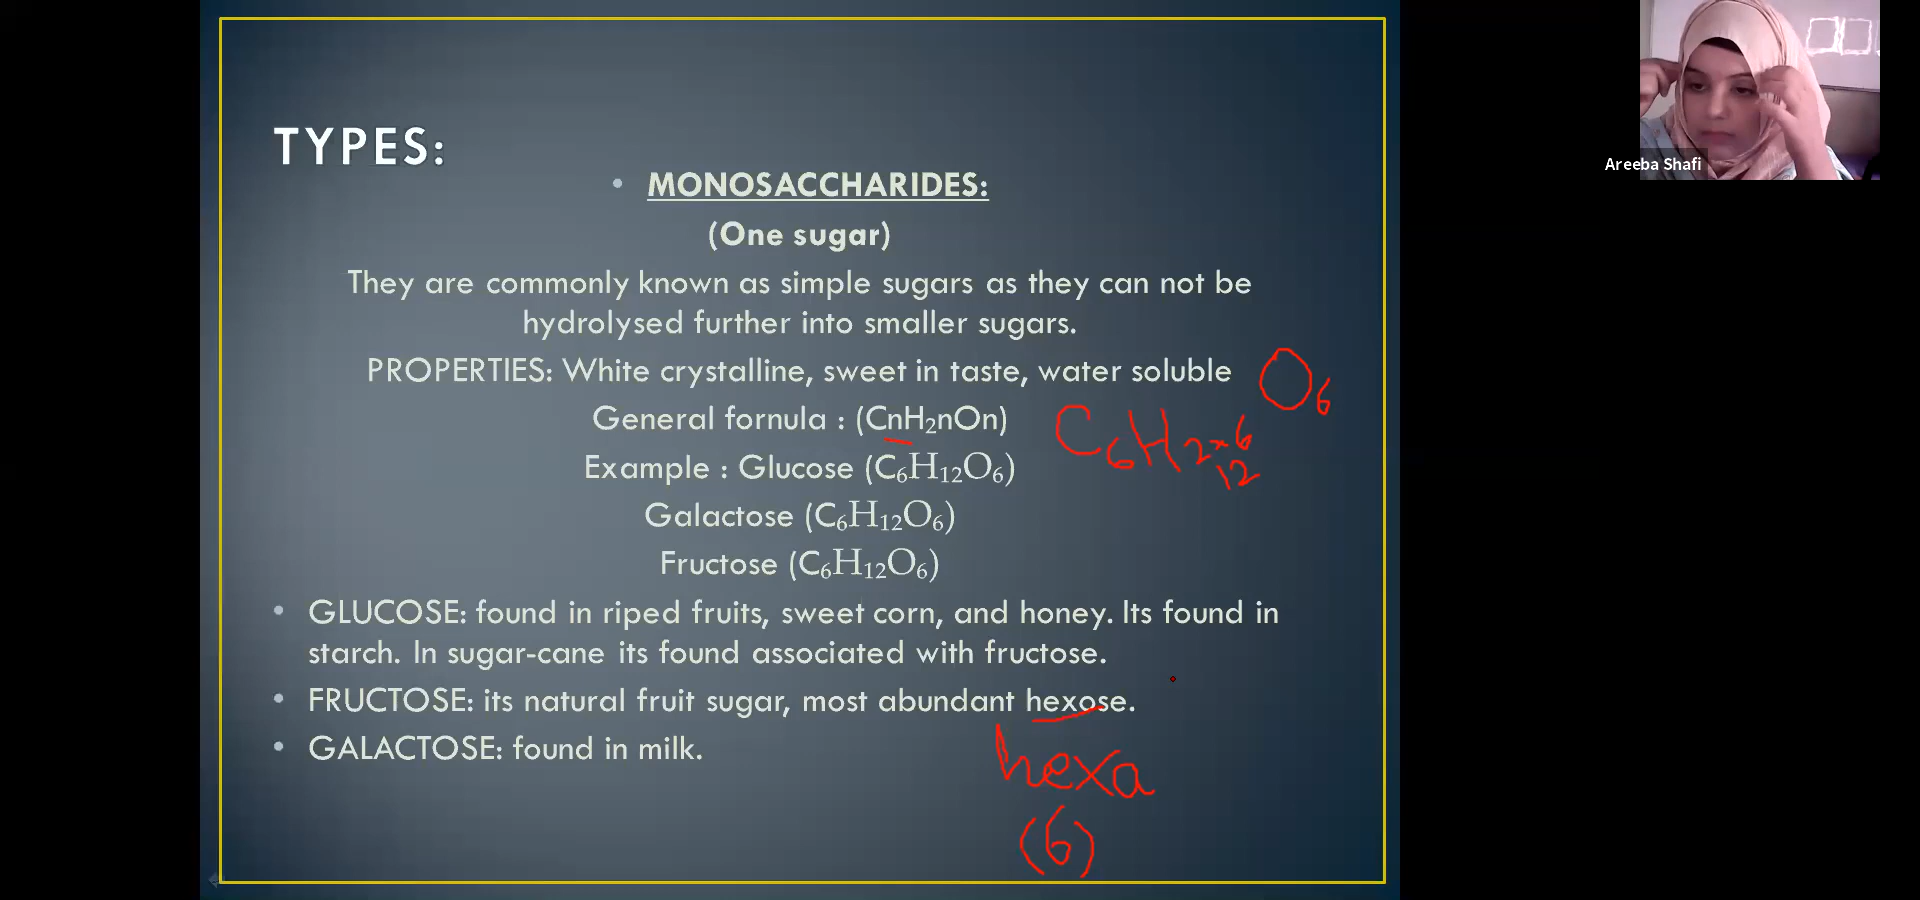 TYPES:
• MONOSACCHARIDES:
(One sugar)
They are commonly known as simple sugars as they can not be
hydrolysed further into smaller sugars.
PROPERTIES: White crystalline, sweet in taste, water soluble
General fornula : (CnH₂nOn)
C₆H₂ₓ₆ O₆
12
Example : Glucose (C₆H₁₂O₆)
Galactose (C₆H₁₂O₆)
Fructose (C₆H₁₂O₆)
• GLUCOSE: found in riped fruits, sweet corn, and honey. Its found in
starch. In sugar-cane its found associated with fructose.
• FRUCTOSE: its natural fruit sugar, most abundant hexose.
• GALACTOSE: found in milk.
hexa
(6)
Areeba Shafi